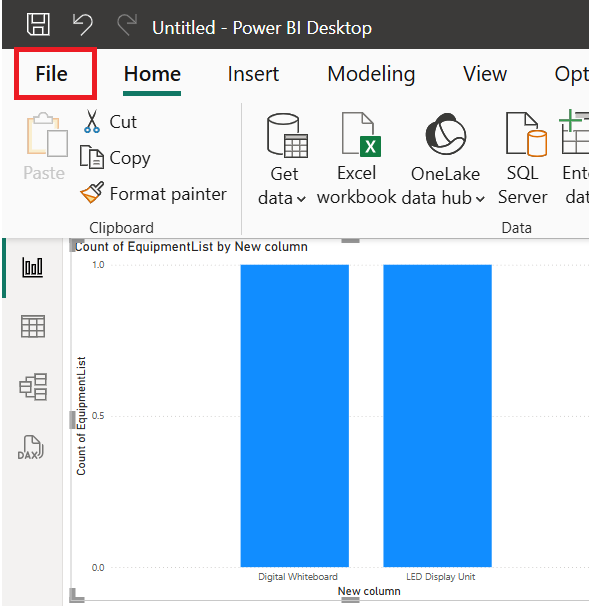 Untitled - Power BI Desktop
File Home Insert Modeling View Opt
Paste
Cut
Copy
Format painter
Clipboard
Get data
Excel workbook
OneLake data hub
SQL Server
Ente
dat
Data
DAX
Count of EquipmentList by New column
1.0
0.5
0.0
Count of EquipmentList
Digital Whiteboard
LED Display Unit
New column